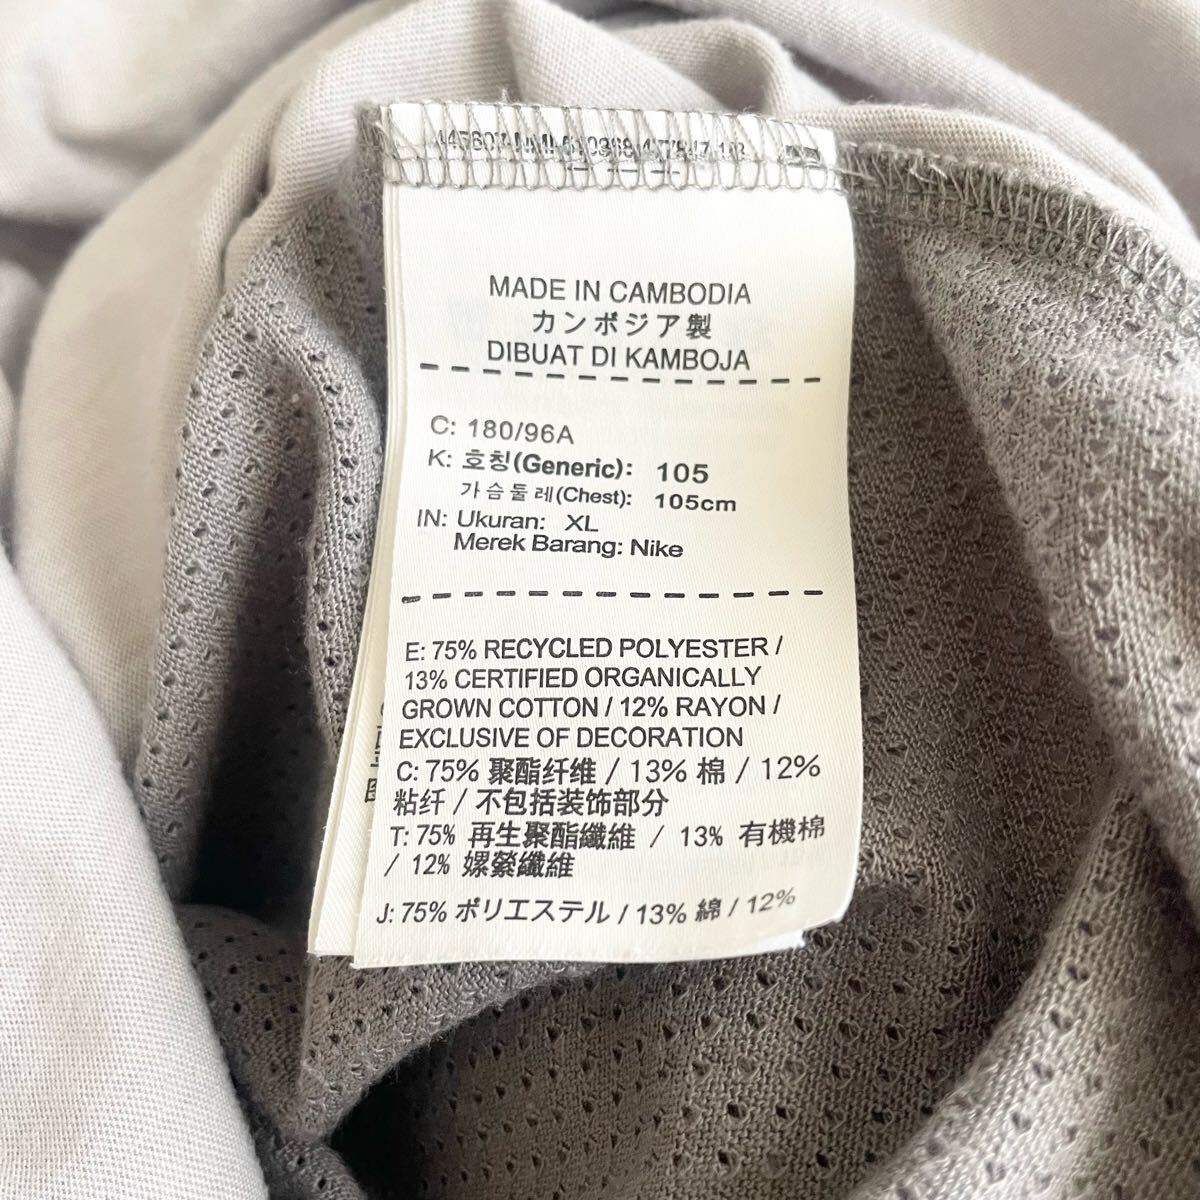 MADE IN CAMBODIA
カンボジア製
DIBUAT DI KAMBOJA
C: 180/96A
K: 호칭(Generic): 105
가슴둘레(Chest): 105cm
IN: Ukuran: XL
Merek Barang: Nike
E: 75% RECYCLED POLYESTER /
13% CERTIFIED ORGANICALLY
GROWN COTTON / 12% RAYON /
EXCLUSIVE OF DECORATION
C: 75% 聚酯纤维 / 13% 棉 / 12%
粘纤 / 不包括装饰部分
T: 75% 再生聚酯纖維 / 13% 有機棉
/ 12% 嫘縈纖維
J: 75% ポリエステル / 13% 綿 / 12%